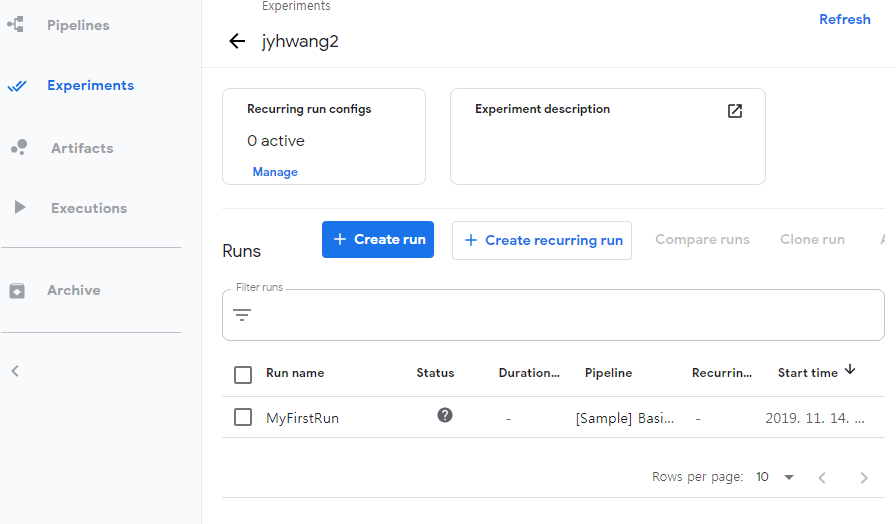 Pipelines
Experiments
Artifacts
Executions
Archive
Experiments
jyhwang2
Refresh
Recurring run configs
0 active
Manage
Experiment description
Runs
+ Create run
+ Create recurring run
Compare runs
Clone run
Filter runs
Run name Status Duration... Pipeline Recurrin... Start time
MyFirstRun ? - [Sample] Basi... - 2019. 11. 14. ...
Rows per page: 10